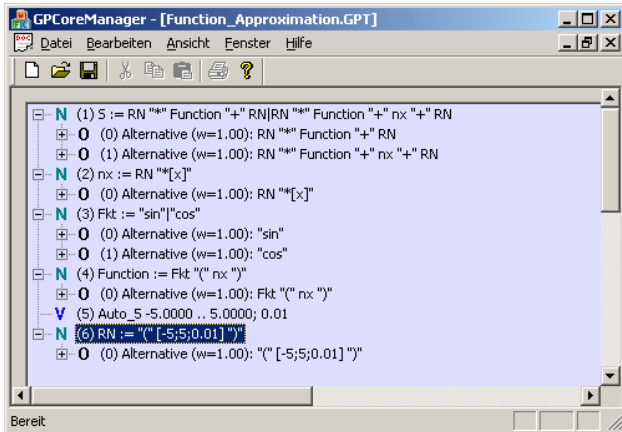 GPCoreManager - [Function_Approximation.GPT]
Datei Bearbeiten Ansicht Fenster Hilfe
N (1) S := RN "*" Function "+" RN|RN "*" Function "+" nx "+" RN
O (0) Alternative (w=1.00): RN "*" Function "+" RN
O (1) Alternative (w=1.00): RN "*" Function "+" nx "+" RN
N (2) nx := RN "*[x]"
O (0) Alternative (w=1.00): RN "*[x]"
N (3) Fkt := "sin"|"cos"
O (0) Alternative (w=1.00): "sin"
O (1) Alternative (w=1.00): "cos"
N (4) Function := Fkt "(" nx ")"
O (0) Alternative (w=1.00): Fkt "(" nx ")"
V (5) Auto_5 -5.0000 .. 5.0000; 0.01
N (6) RN := "(" [-5;5;0.01] ")"
O (0) Alternative (w=1.00): "(" [-5;5;0.01] ")"
Bereit